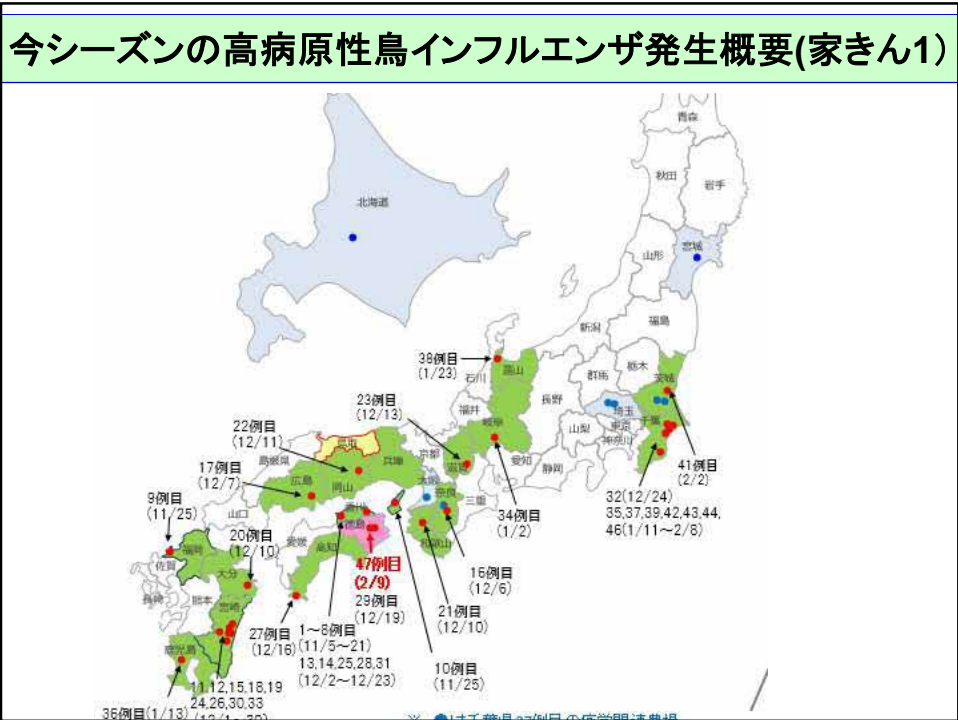 今シーズンの高病原性鳥インフルエンザ発生概要(家きん1)
青森
秋田
岩手
北海道
宮城
山形
福島
新潟
38例目
(1/23)
石川
富山
栃木
群馬
茨城
長野
埼玉
福井
岐阜
山梨
東京
千葉
神奈川
23例目
(12/13)
22例目
(12/11)
鳥取
兵庫
京都
滋賀
愛知
静岡
41例目
(2/2)
17例目
(12/7)
島根県
広島
岡山
大阪
奈良
三重
32(12/24)
35,37,39,42,43,44,
46(1/11~2/8)
34例目
(1/2)
9例目
(11/25)
山口
香川
徳島
和歌山
20例目
(12/10)
愛媛
高知
福岡
佐賀
大分
47例目
(2/9)
29例目
(12/19)
16例目
(12/6)
長崎
熊本
宮崎
21例目
(12/10)
27例目
(12/16)
1~8例目
(11/5~21)
13,14,25,28,31
(12/2~12/23)
10例目
(11/25)
鹿児島
11,12,15,18,19
24,26,30,33
36例目(1/13)